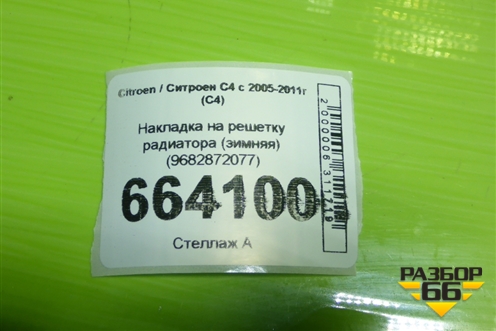 Citroen / Ситроен С4 с 2005-2011г
(С4)
Накладка на решетку
радиатора (зимняя)
(9682872077)
664100
Стеллаж А
РАЗБОР
66